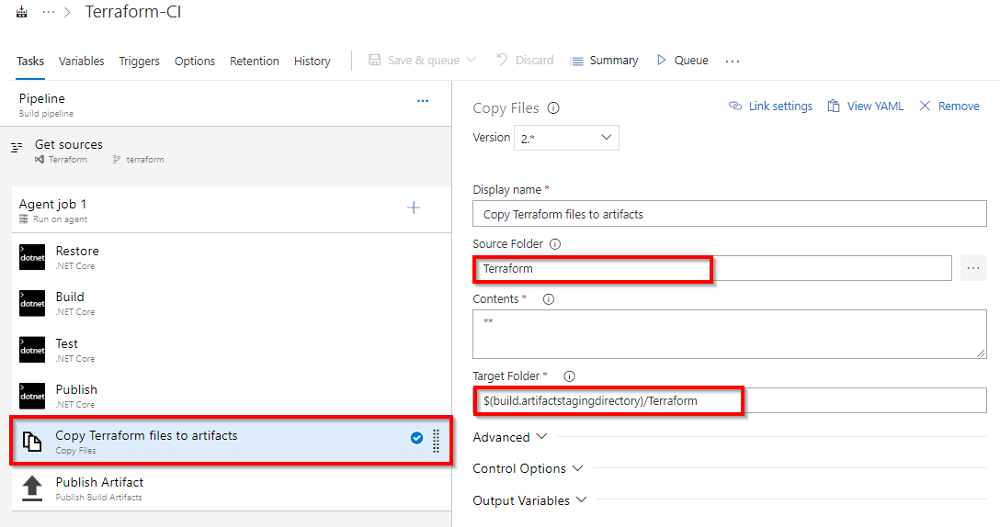 ··· > Terraform-CI
Tasks Variables Triggers Options Retention History Save & queue Discard Summary Queue ···
Pipeline ···
Build pipeline
Get sources
Terraform terraform
Agent job 1 +
Run on agent
>
dotnet
Restore
.NET Core
>
dotnet
Build
.NET Core
>
dotnet
Test
.NET Core
>
dotnet
Publish
.NET Core
Copy Terraform files to artifacts
Copy Files
Publish Artifact
Publish Build Artifacts
Copy Files Link settings View YAML Remove
Version 2.*
Display name *
Copy Terraform files to artifacts
Source Folder
Terraform ···
Contents *
**
Target Folder *
$(build.artifactstagingdirectory)/Terraform
Advanced
Control Options
Output Variables